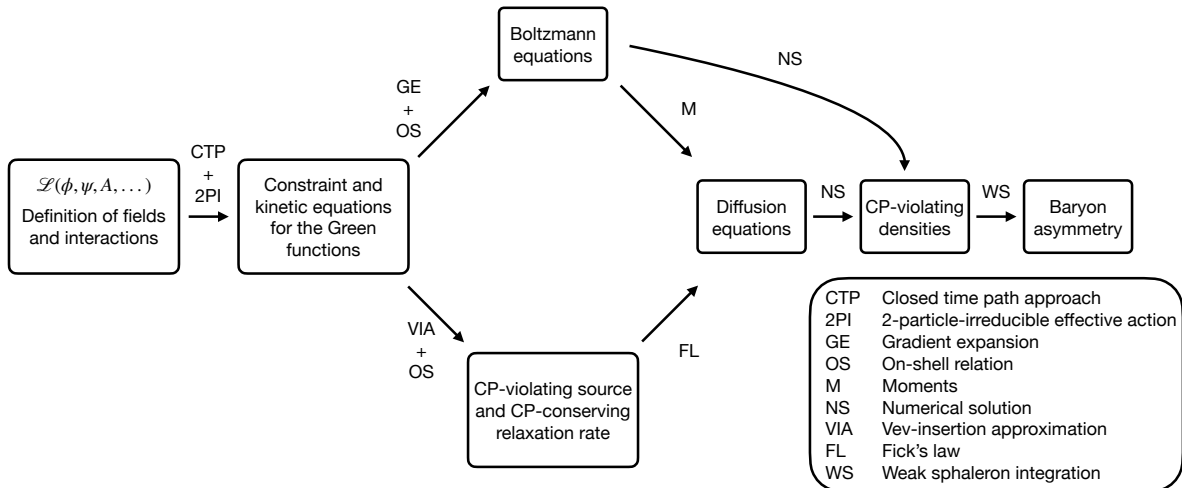 Boltzmann
equations
NS
GE
+
OS
M
CTP
+
2PI
ℒ(ϕ, ψ, A, . . . )
Definition of fields
and interactions
Constraint and
kinetic equations
for the Green
functions
Diffusion
equations
NS
CP-violating
densities
WS
Baryon
asymmetry
VIA
+
OS
FL
CP-violating source
and CP-conserving
relaxation rate
CTP Closed time path approach
2PI 2-particle-irreducible effective action
GE Gradient expansion
OS On-shell relation
M Moments
NS Numerical solution
VIA Vev-insertion approximation
FL Fick's law
WS Weak sphaleron integration